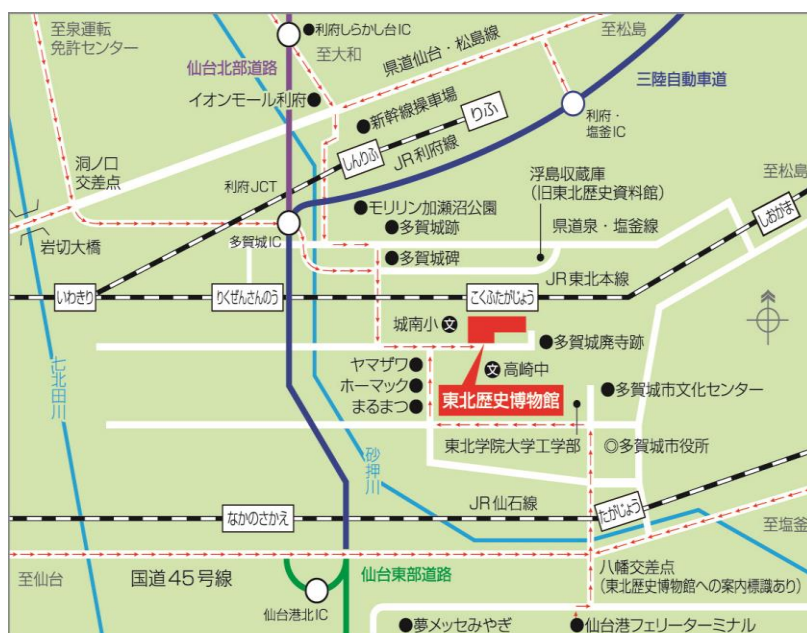 至泉運転
免許センター
●利府しらかし台IC
至大和
県道仙台・松島線
至松島
仙台北部道路
イオンモール利府●
三陸自動車道
●新幹線操車場
りふ
利府・
塩釜IC
しんりふ
JR利府線
洞ノ口
交差点
利府JCT
浮島収蔵庫
(旧東北歴史資料館)
至松島
●モリリン加瀬沼公園
しおがま
●多賀城跡
県道泉・塩釜線
岩切大橋
多賀城IC
●多賀城碑
JR東北本線
いわきり
りくぜんさんのう
こくふたがじょう
城南小 文
●多賀城廃寺跡
ヤマザワ●
文 高崎中
ホーマック●
東北歴史博物館
●多賀城市文化センター
まるまつ●
七北田川
東北学院大学工学部
◎多賀城市役所
砂押川
JR仙石線
なかのさかえ
たがじょう
至塩釜
至仙台
国道45号線
仙台東部道路
八幡交差点
(東北歴史博物館への案内標識あり)
仙台港北IC
●夢メッセみやぎ
●仙台港フェリーターミナル